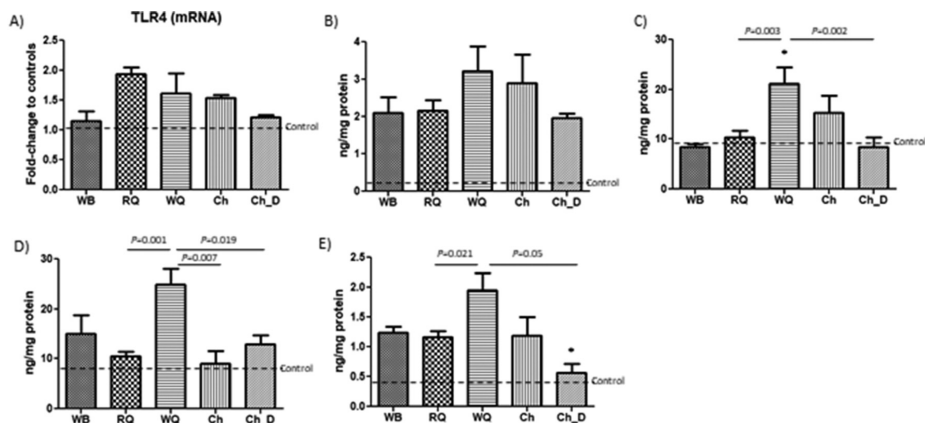 A)
TLR4 (mRNA)
Fold-change to controls
2.5
2.0
1.5
1.0
0.5
0.0
Control
WB RQ WQ Ch Ch_D
B)
ng/mg protein
4
3
2
1
0
Control
WB RQ WQ Ch Ch_D
C)
P=0.003 P=0.002
*
ng/mg protein
30
20
10
0
Control
WB RQ WQ Ch Ch_D
D)
P=0.001 P=0.019
P=0.007
ng/mg protein
30
20
10
0
Control
WB RQ WQ Ch Ch_D
E)
P=0.021 P=0.05
*
ng/mg protein
2.5
2.0
1.5
1.0
0.5
0.0
Control
WB RQ WQ Ch Ch_D